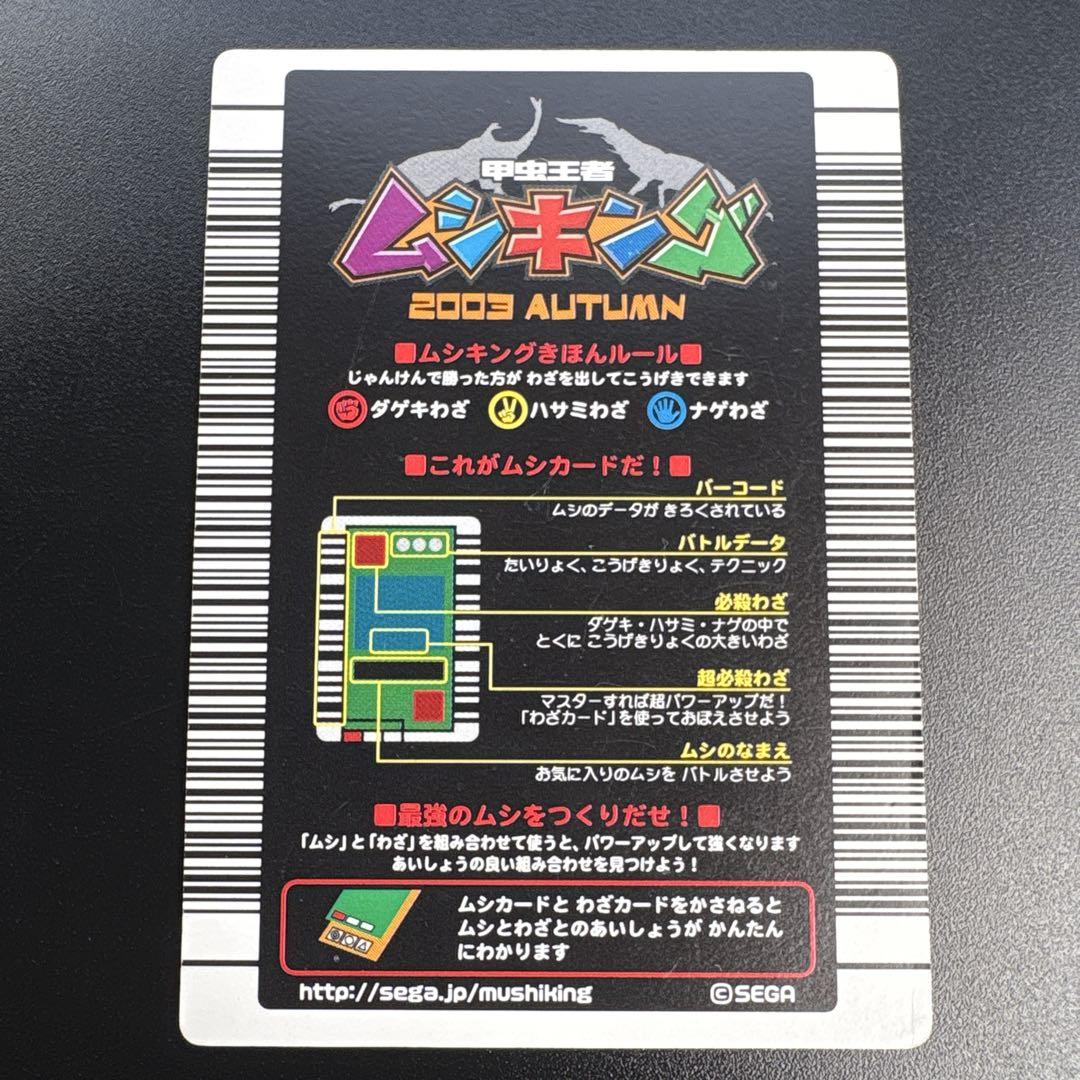 甲虫王者
ムシキング
2003 AUTUMN
■ムシキングきほんルール■
じゃんけんで勝った方が わざを出してこうげきできます
ダゲキわざ ハサミわざ ナゲわざ
■これがムシカードだ！■
バーコード
ムシのデータが きろくされている
バトルデータ
たいりょく、こうげきりょく、テクニック
必殺わざ
ダゲキ・ハサミ・ナゲの中で
とくに こうげきりょくの大きいわざ
超必殺わざ
マスターすれば超パワーアップだ！
「わざカード」を使っておぼえさせよう
ムシのなまえ
お気に入りのムシを バトルさせよう
■最強のムシをつくりだせ！■
「ムシ」と「わざ」を組み合わせて使うと、パワーアップして強くなります
あいしょうの良い組み合わせを見つけよう！
ムシカードと わざカードをかさねると
ムシとわざとのあいしょうが かんたん
にわかります
http://sega.jp/mushiking ©SEGA